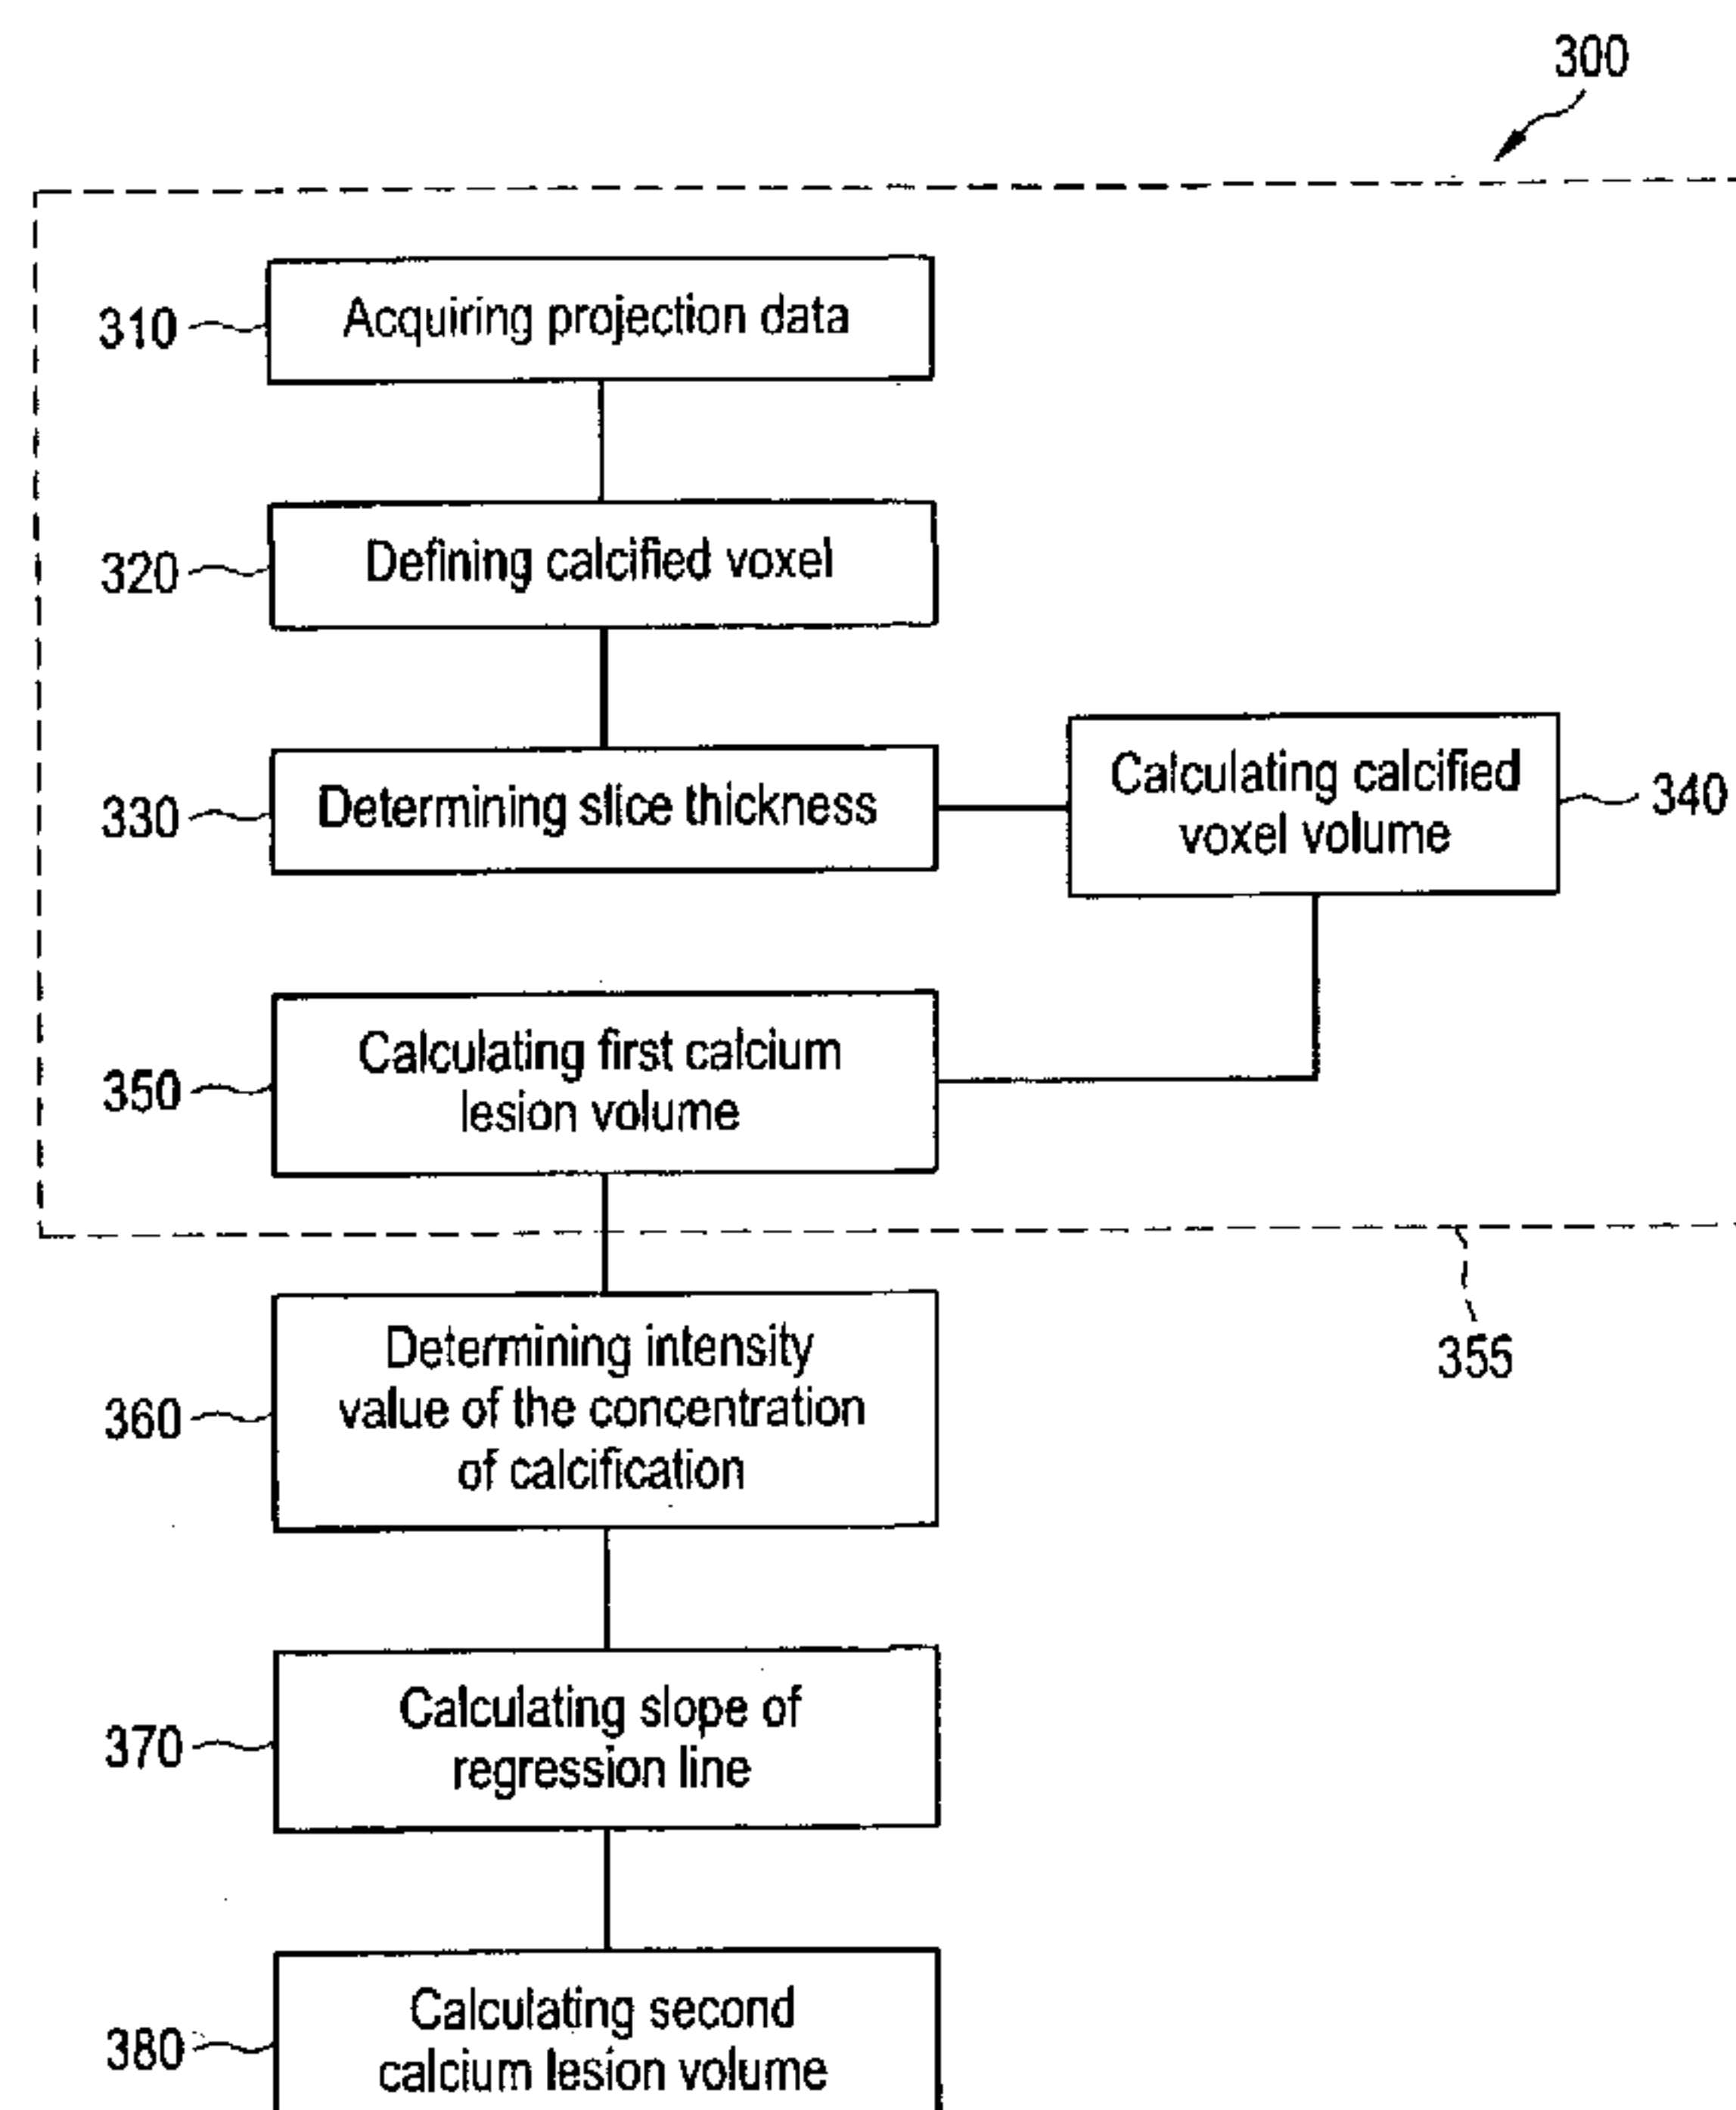 300
310
Acquiring projection data
320
Defining calcified voxel
330
Determining slice thickness
Calculating calcified
voxel volume
340
350
Calculating first calcium
lesion volume
355
360
Determining intensity
value of the concentration
of calcification
370
Calculating slope of
regression line
380
Calculating second
calcium lesion volume